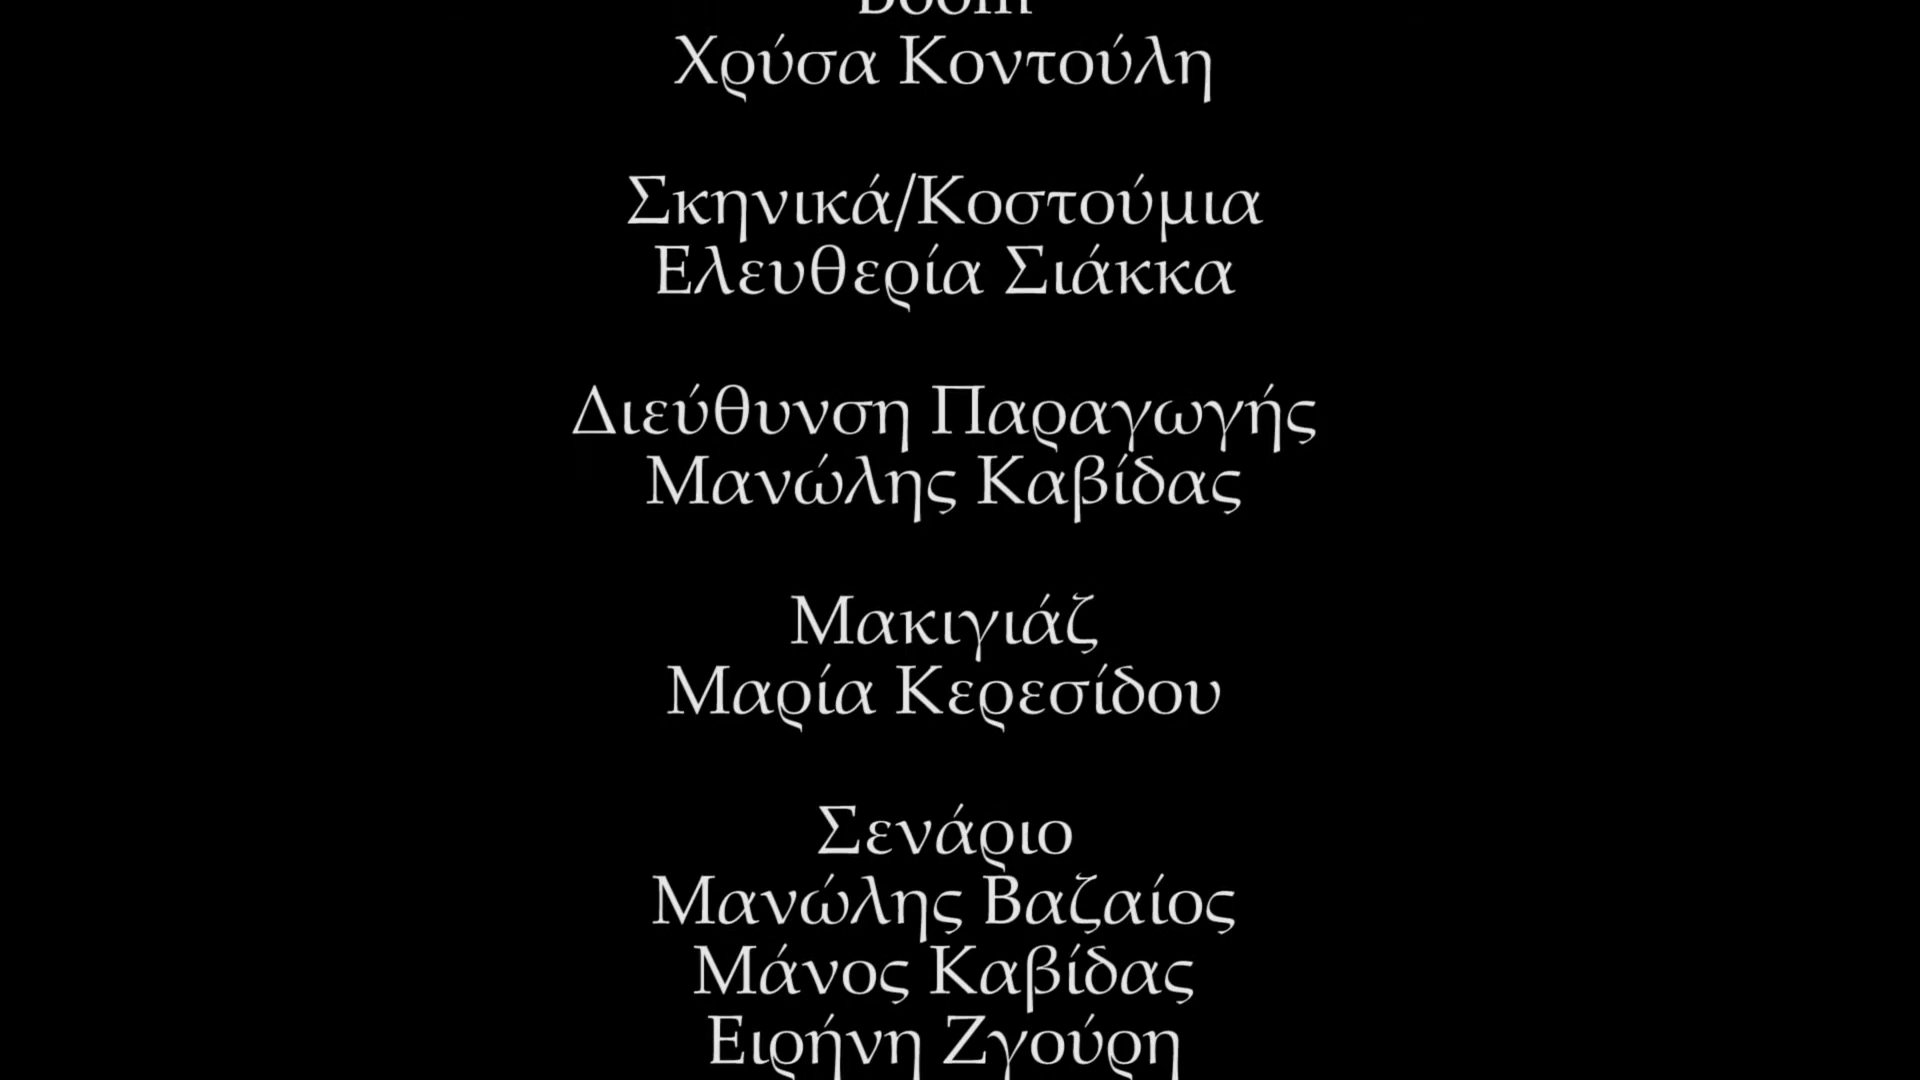 Χρύσα Κοντούλη
Σκηνικά/Κοστούμια
Ελευθερία Σιάκκα
Διεύθυνση Παραγωγής
Μανώλης Καβίδας
Μακιγιάζ
Μαρία Κερεσίδου
Σενάριο
Μανώλης Βαζαίος
Μάνος Καβίδας
Ειρήνη Ζγούρη